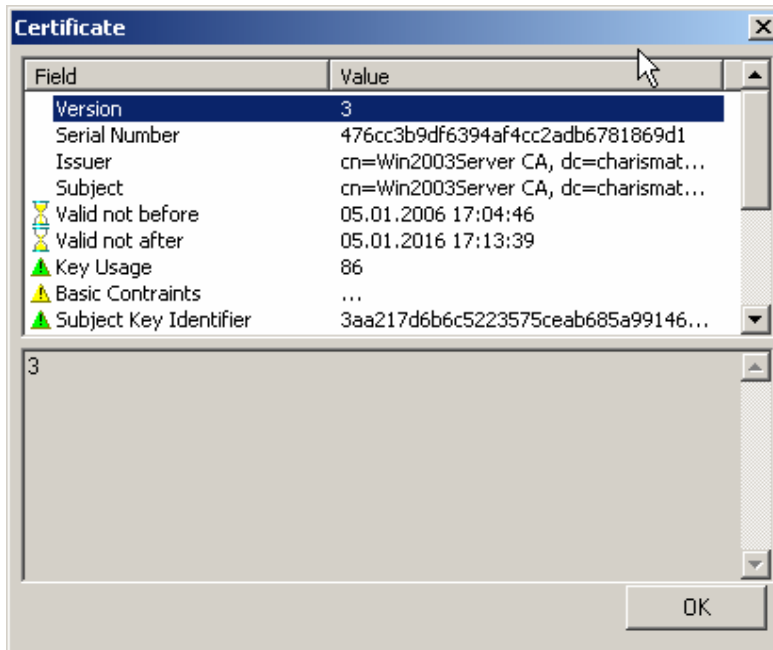 Certificate
Field Value
Version 3
Serial Number 476cc3b9df6394af4cc2adb6781869d1
Issuer cn=Win2003Server CA, dc=charismat...
Subject cn=Win2003Server CA, dc=charismat...
Valid not before 05.01.2006 17:04:46
Valid not after 05.01.2016 17:13:39
Key Usage 86
Basic Contraints ...
Subject Key Identifier 3aa217d6b6c5223575ceab685a99146...
3
OK